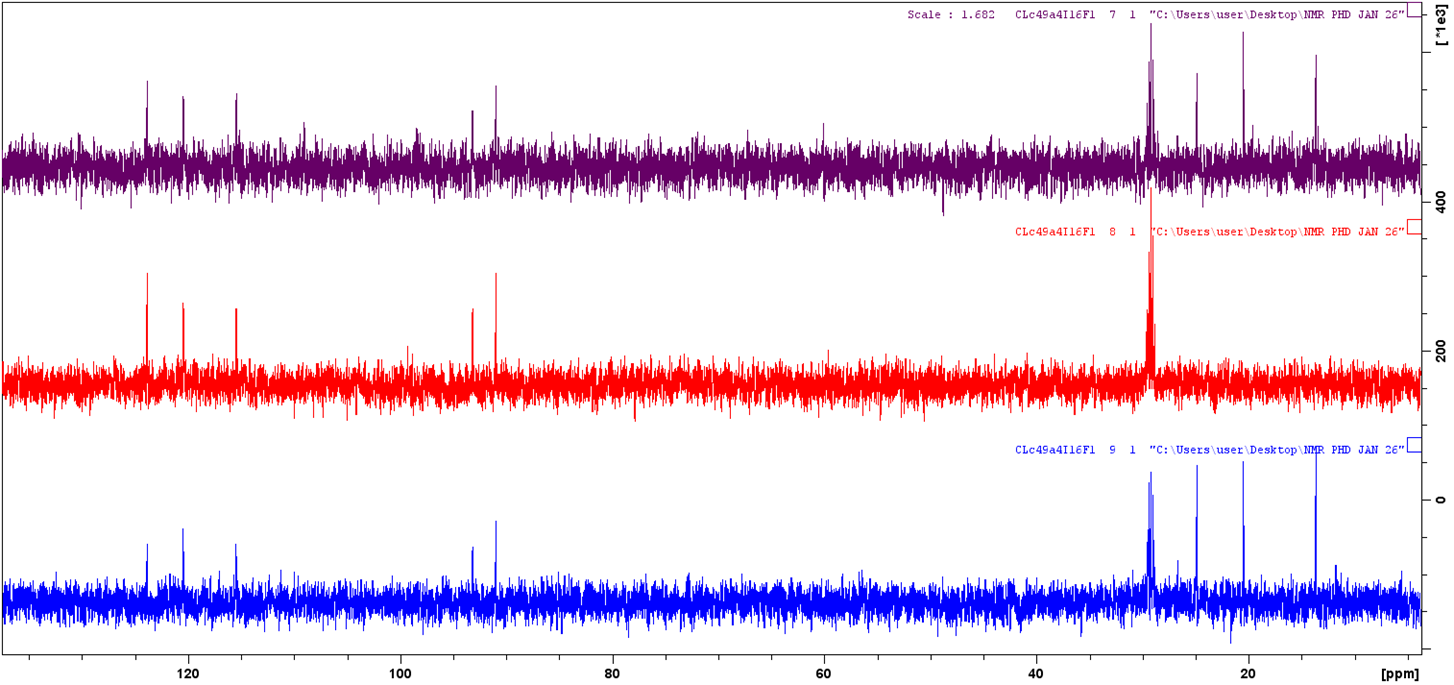 Scale : 1.682 CLc49a4I16F1 7 1 "C:\Users\user\Desktop\NMR PHD JAN 26"
[*1e3]
400
CLc49a4I16F1 8 1 "C:\Users\user\Desktop\NMR PHD JAN 26"
200
CLc49a4I16F1 9 1 "C:\Users\user\Desktop\NMR PHD JAN 26"
0
120 100 80 60 40 20 [ppm]